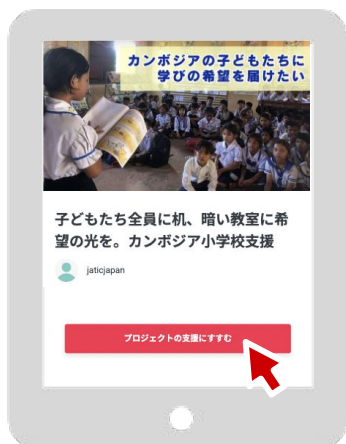 カンボジアの子どもたちに
学びの希望を届けたい
子どもたち全員に机、暗い教室に希
望の光を。カンボジア小学校支援
jaticjapan
プロジェクトの支援にすすむ